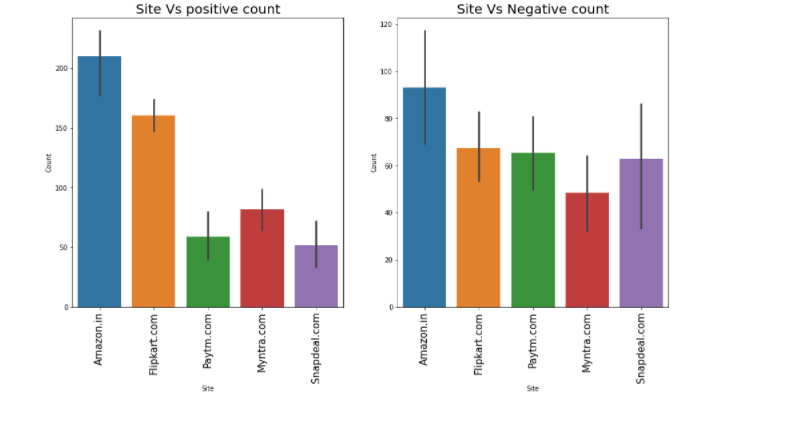 Site Vs positive count
Count
200
150
100
50
0
Amazon.in
Flipkart.com
Paytm.com
Myntra.com
Snapdeal.com
Site
Site Vs Negative count
Count
120
100
80
60
40
20
0
Amazon.in
Flipkart.com
Paytm.com
Myntra.com
Snapdeal.com
Site